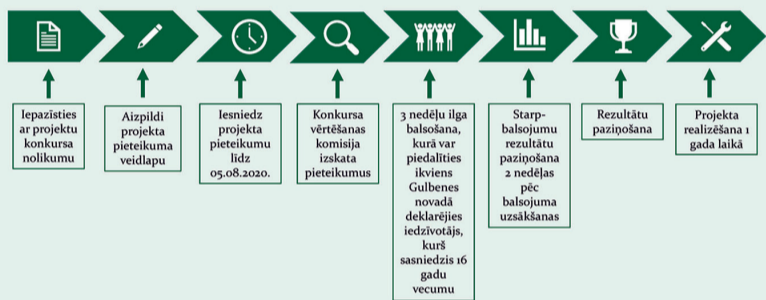 Iepazīsties
ar projektu
konkursa
nolikumu
Aizpildi
projekta
pieteikuma
veidlapu
Iesniedz
projekta
pieteikumu
līdz
05.08.2020.
Konkursa
vērtēšanas
komisija
izskata
pieteikumus
3 nedēļu ilga
balsošana,
kurā var
piedalīties
ikviens
Gulbenes
novadā
deklarējies
iedzīvotājs,
kurš
sasniedzis 16
gadu
vecumu
Starp-
balsojumu
rezultātu
paziņošana
2 nedēļas
pēc
balsojuma
uzsākšanas
Rezultātu
paziņošana
Projekta
realizēšana 1
gada laikā